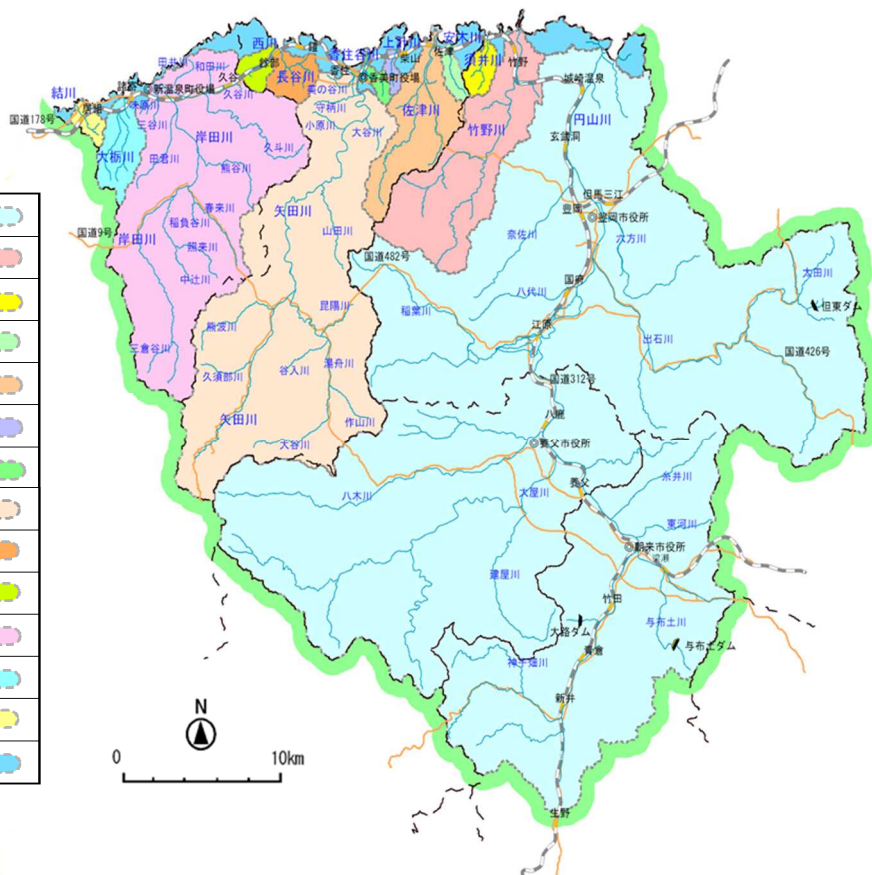 西川
鎧
香住谷川
上計川
安木川
佐津
柴山
須井川
竹野
田井川
和田川
久谷
鈴部
長谷川
香住
◎香美町役場
城崎温泉
結川
諸寄
◎新温泉町役場
久谷川
美の谷川
国道178号
居組
味原川
守柄川
佐津川
円山川
三谷川
小原川
大谷川
竹野川
玄武洞
岸田川
大栃川
田君川
久斗川
熊谷川
但馬三江
春来川
矢田川
豊岡
◎豊岡市役所
稲負谷川
国道9号
岸田川
山田川
奈佐川
六方川
熊来川
国道482号
太田川
中辻川
国府
八代川
但東ダム
昆陽川
稲葉川
熊波川
江原
出石川
三倉谷川
国道426号
湯舟川
谷入川
久須部川
国道312号
矢田川
作山川
八鹿
大谷川
◎養父市役所
糸井川
養父
八木川
大屋川
東河川
◎朝来市役所
梁瀬
建屋川
竹田
与布土川
大路ダム
与布土ダム
青倉
神子畑川
新井
N
0
10km
生野